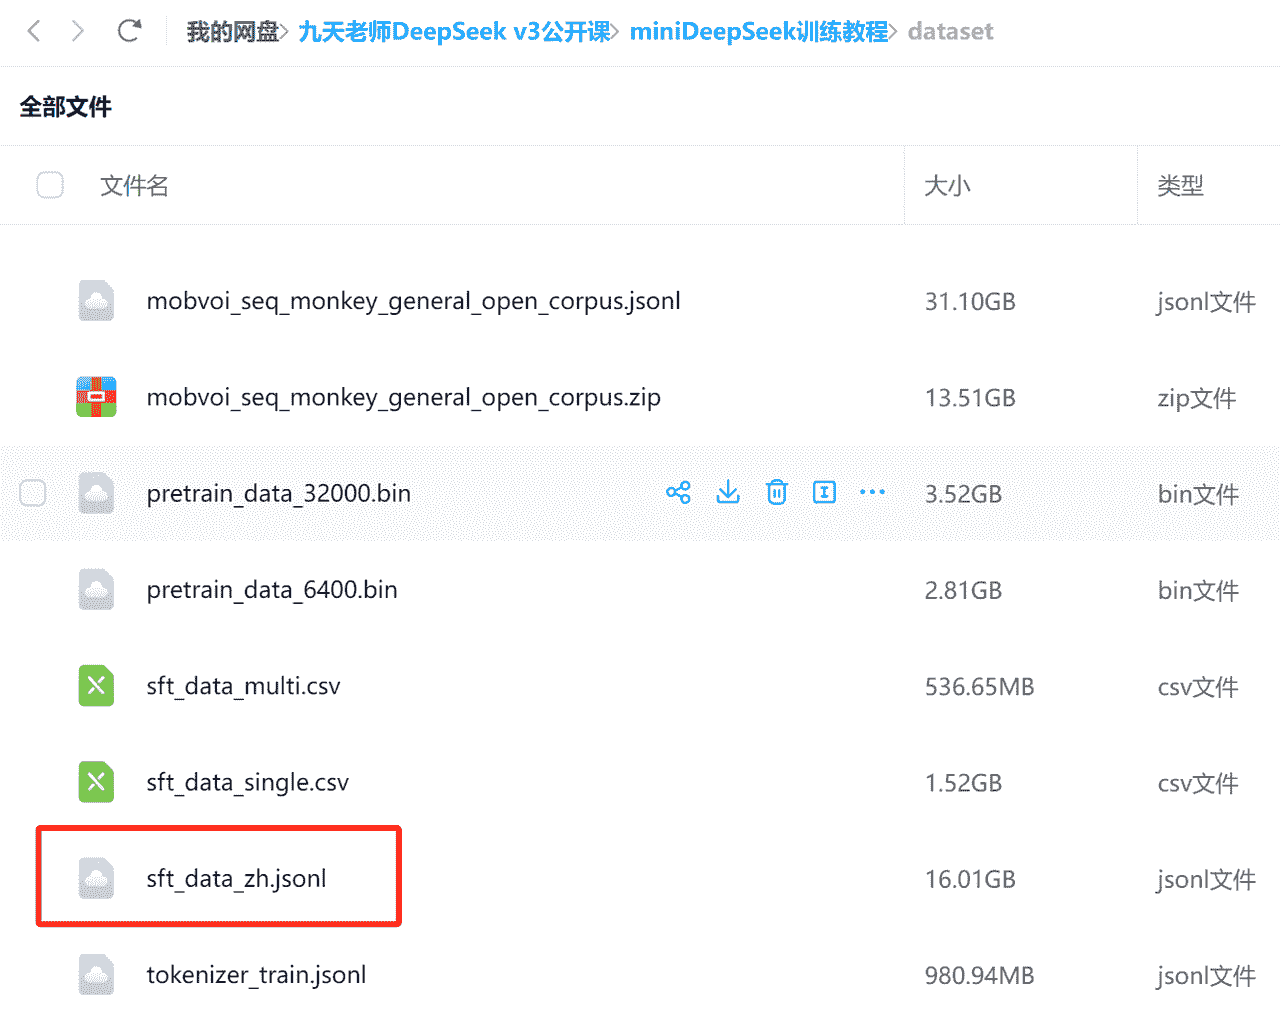 我的网盘> 九天老师DeepSeek v3公开课> miniDeepSeek训练教程> dataset
全部文件
文件名 大小 类型
mobvoi_seq_monkey_general_open_corpus.jsonl 31.10GB jsonl文件
mobvoi_seq_monkey_general_open_corpus.zip 13.51GB zip文件
pretrain_data_32000.bin 3.52GB bin文件
pretrain_data_6400.bin 2.81GB bin文件
sft_data_multi.csv 536.65MB csv文件
sft_data_single.csv 1.52GB csv文件
sft_data_zh.jsonl 16.01GB jsonl文件
tokenizer_train.jsonl 980.94MB jsonl文件